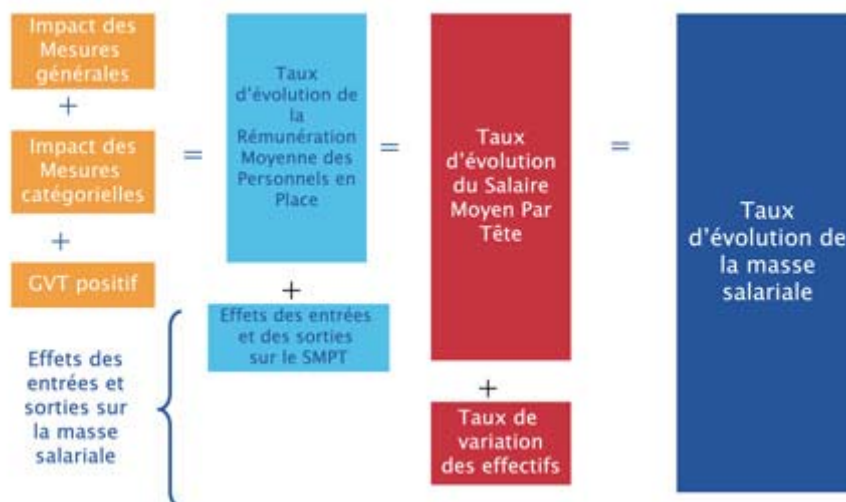 Impact des
Mesures
générales
+
Impact des
Mesures
catégorielles
+
GVT positif
Effets des
entrées et
sorties sur
la masse
salariale
=
Taux
d'évolution de
la
Rémunération
Moyenne des
Personnels en
Place
+
Effets des entrées
et des sorties
sur le SMPT
=
Taux
d'évolution
du Salaire
Moyen Par
Tête
+
Taux de
variation
des effectifs
=
Taux
d'évolution de
la masse
salariale